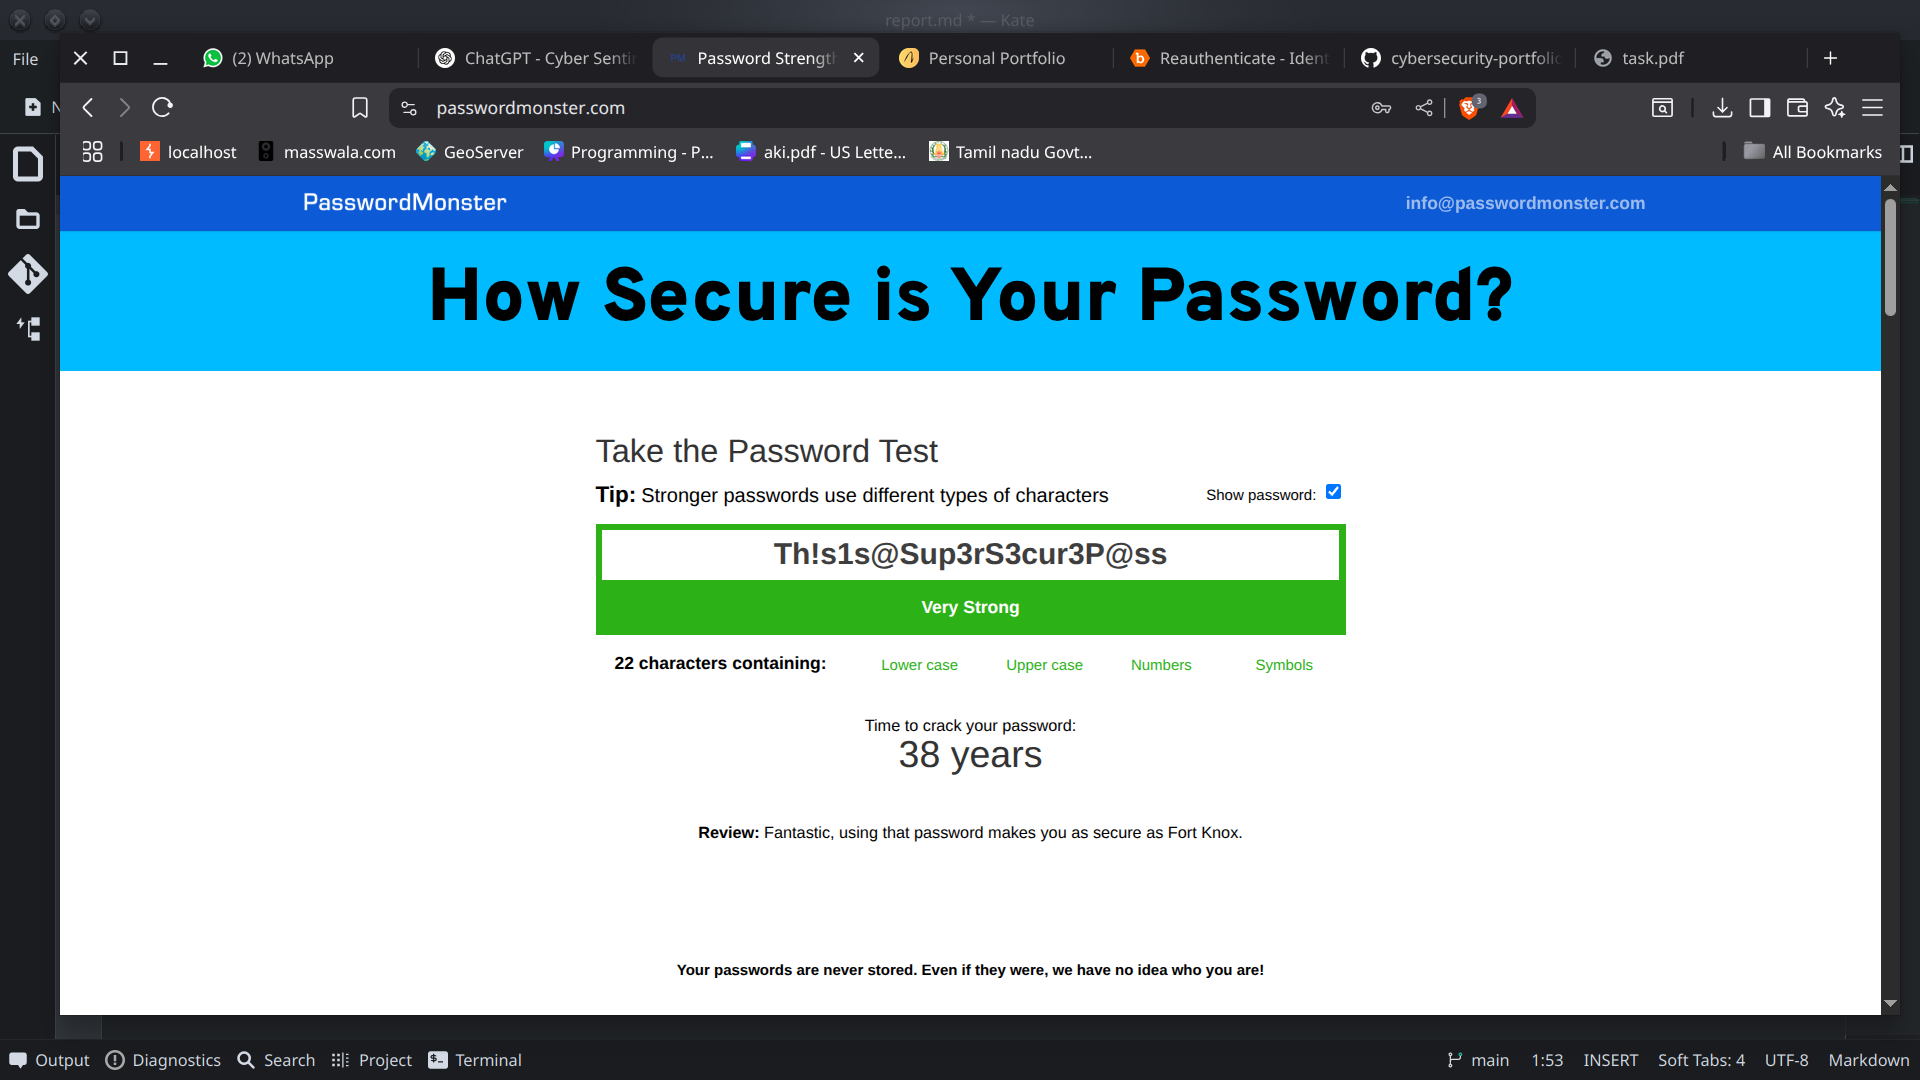 report.md * — Kate
File
(2) WhatsApp
ChatGPT - Cyber Senti
PM
Password Strengt
Personal Portfolio
Reauthenticate - Ident
cybersecurity-portfolio
task.pdf
N
passwordmonster.com
3
localhost
masswala.com
GeoServer
Programming - P...
aki.pdf - US Lette...
Tamil nadu Govt...
All Bookmarks
PasswordMonster
info@passwordmonster.com
How Secure is Your Password?
Take the Password Test
Tip: Stronger passwords use different types of characters
Show password:
Th!s1s@Sup3rS3cur3P@ss
Very Strong
22 characters containing:
Lower case
Upper case
Numbers
Symbols
Time to crack your password:
38 years
Review: Fantastic, using that password makes you as secure as Fort Knox.
Your passwords are never stored. Even if they were, we have no idea who you are!
Output
Diagnostics
Search
Project
Terminal
main
1:53
INSERT
Soft Tabs: 4
UTF-8
Markdown